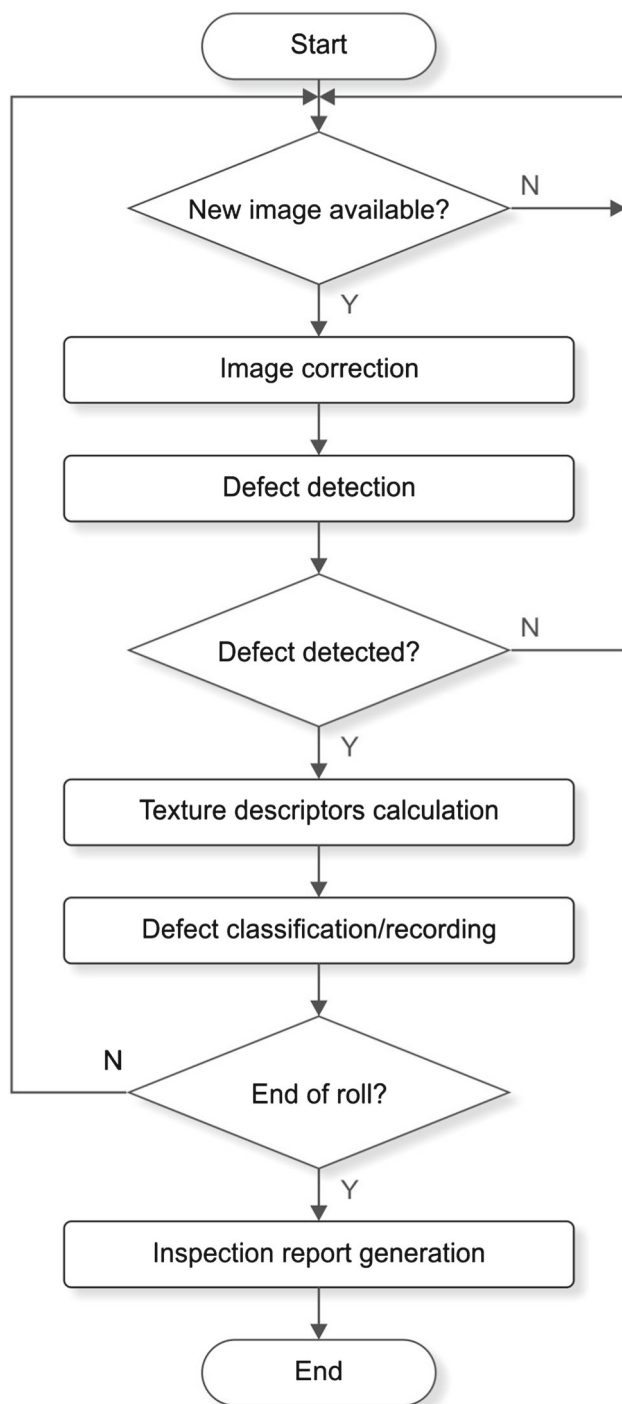 Start
New image available?
N
Y
Image correction
Defect detection
Defect detected?
N
Y
Texture descriptors calculation
Defect classification/recording
N
End of roll?
Y
Inspection report generation
End